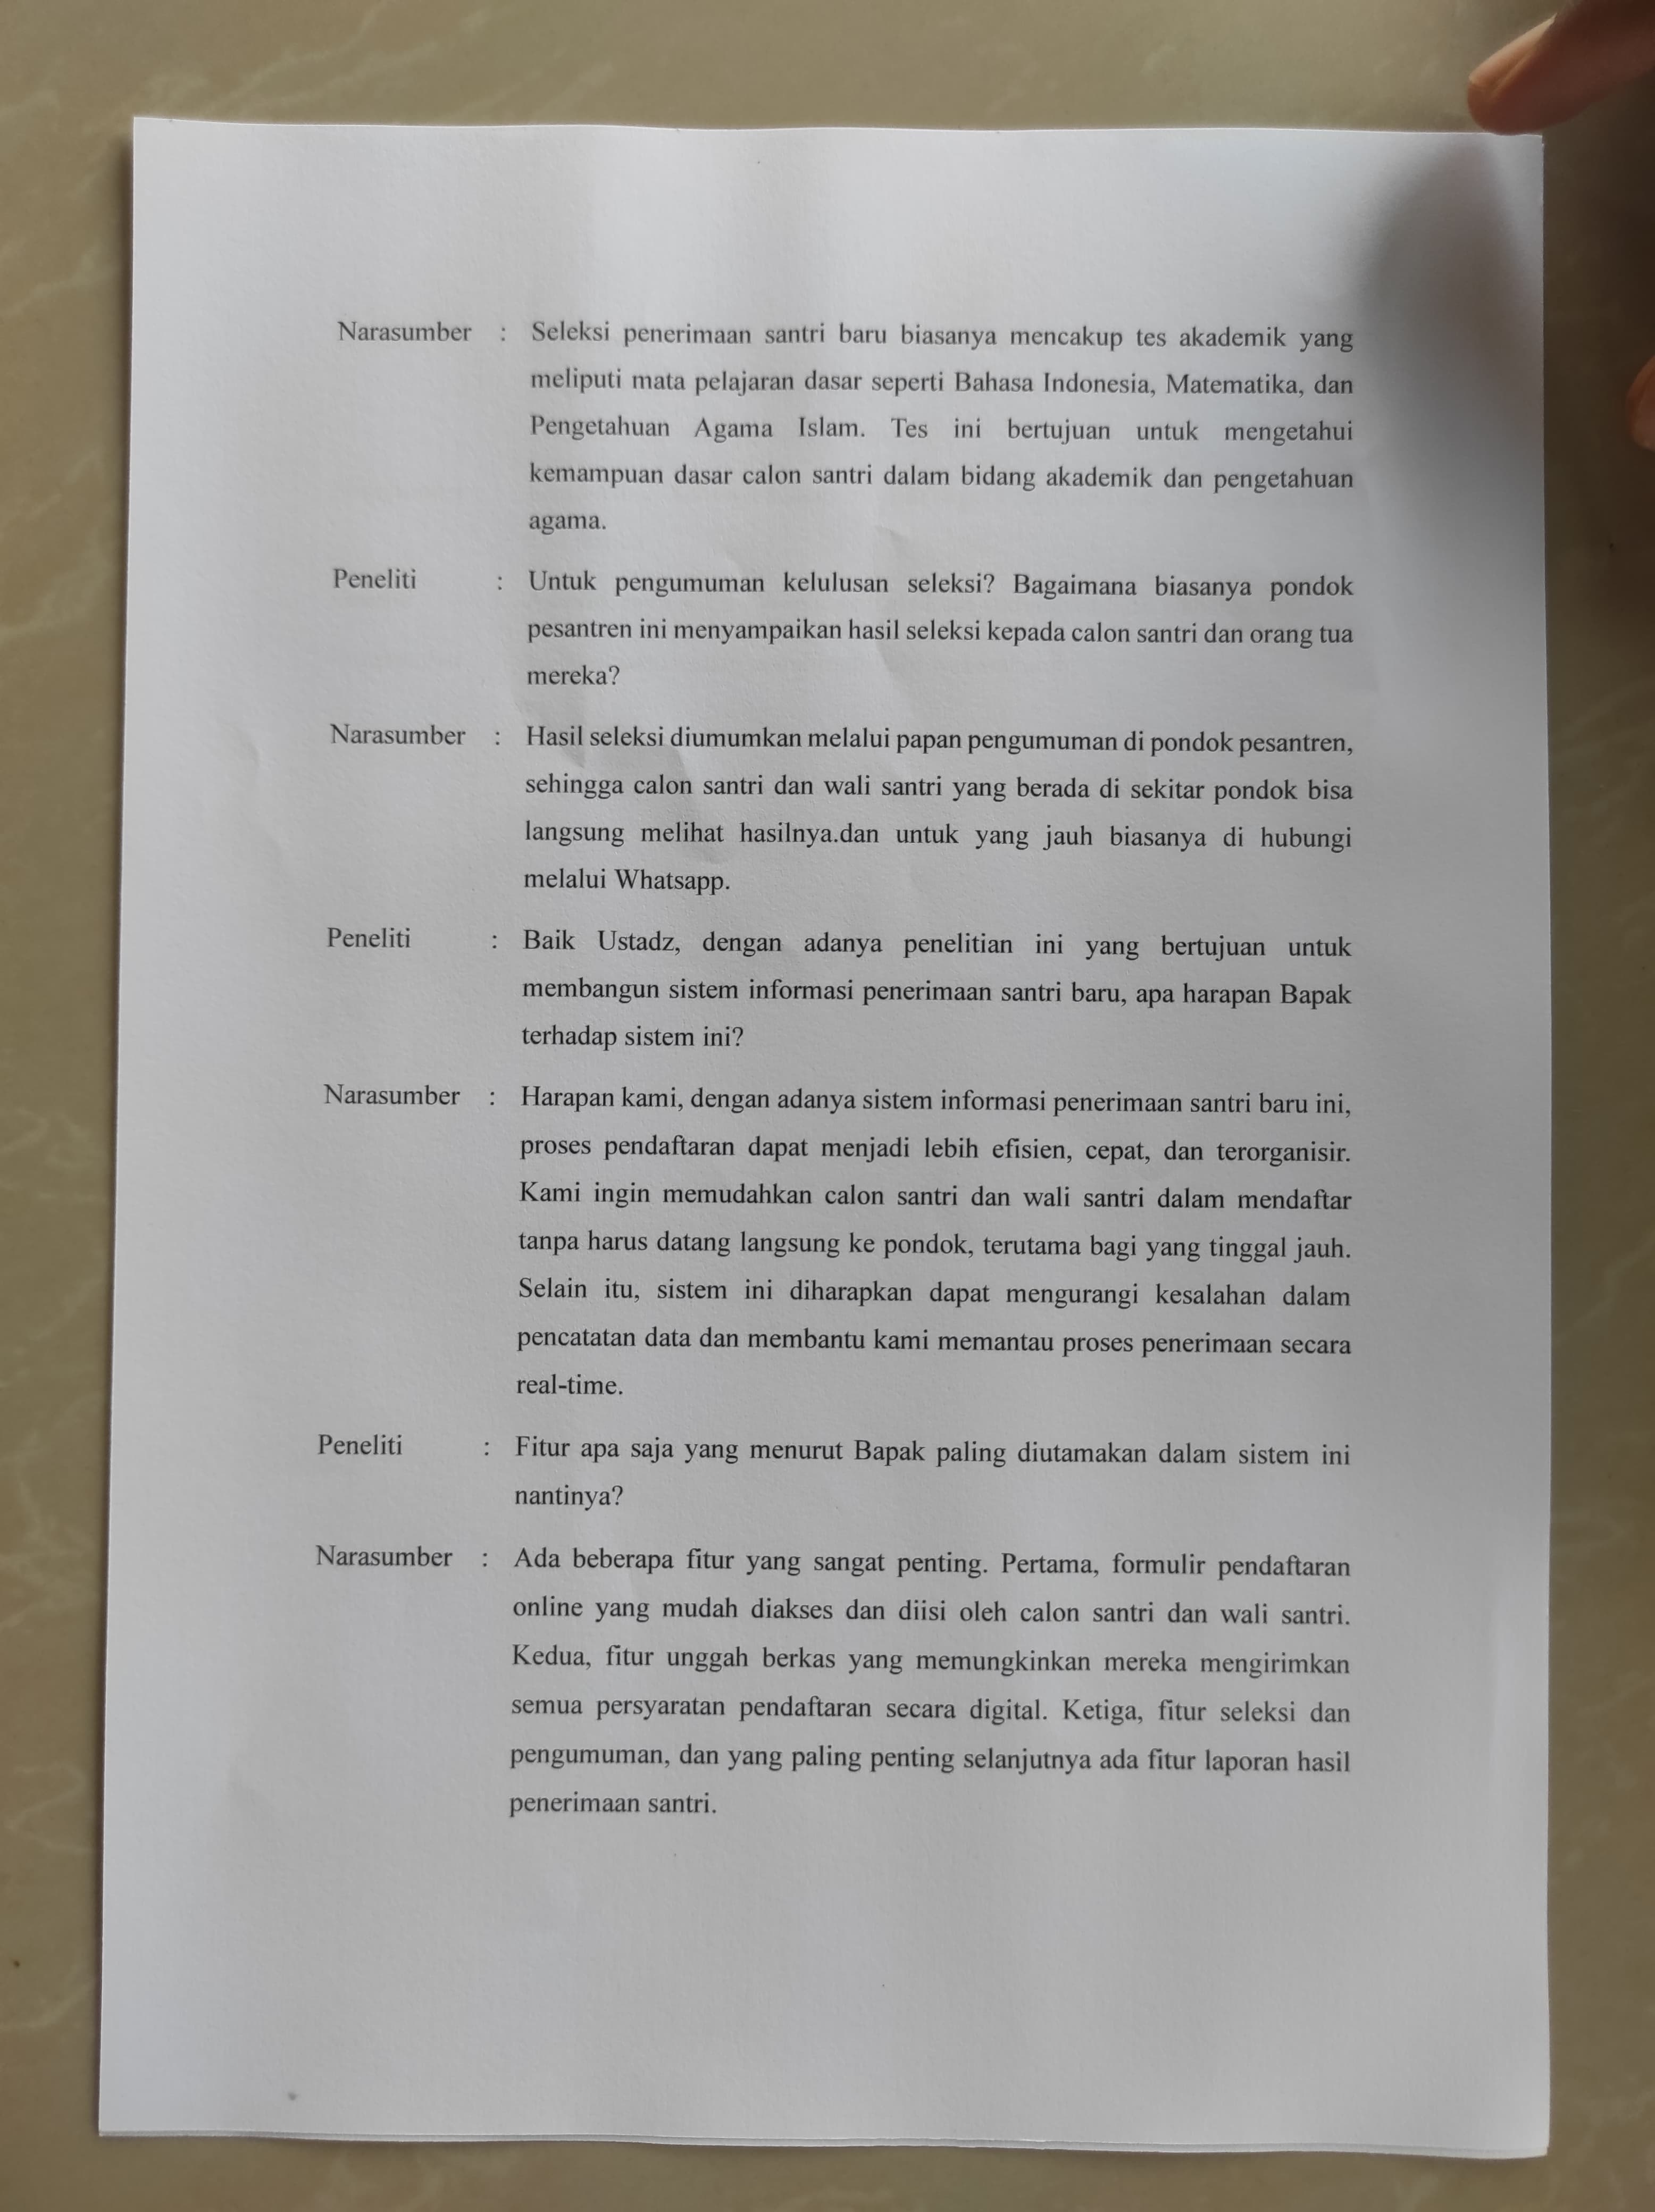 Narasumber : Seleksi penerimaan santri baru biasanya mencakup tes akademik yang
meliputi mata pelajaran dasar seperti Bahasa Indonesia, Matematika, dan
Pengetahuan Agama Islam. Tes ini bertujuan untuk mengetahui
kemampuan dasar calon santri dalam bidang akademik dan pengetahuan
agama.
Peneliti : Untuk pengumuman kelulusan seleksi? Bagaimana biasanya pondok
pesantren ini menyampaikan hasil seleksi kepada calon santri dan orang tua
mereka?
Narasumber : Hasil seleksi diumumkan melalui papan pengumuman di pondok pesantren,
sehingga calon santri dan wali santri yang berada di sekitar pondok bisa
langsung melihat hasilnya.dan untuk yang jauh biasanya di hubungi
melalui Whatsapp.
Peneliti : Baik Ustadz, dengan adanya penelitian ini yang bertujuan untuk
membangun sistem informasi penerimaan santri baru, apa harapan Bapak
terhadap sistem ini?
Narasumber : Harapan kami, dengan adanya sistem informasi penerimaan santri baru ini,
proses pendaftaran dapat menjadi lebih efisien, cepat, dan terorganisir.
Kami ingin memudahkan calon santri dan wali santri dalam mendaftar
tanpa harus datang langsung ke pondok, terutama bagi yang tinggal jauh.
Selain itu, sistem ini diharapkan dapat mengurangi kesalahan dalam
pencatatan data dan membantu kami memantau proses penerimaan secara
real-time.
Peneliti : Fitur apa saja yang menurut Bapak paling diutamakan dalam sistem ini
nantinya?
Narasumber : Ada beberapa fitur yang sangat penting. Pertama, formulir pendaftaran
online yang mudah diakses dan diisi oleh calon santri dan wali santri.
Kedua, fitur unggah berkas yang memungkinkan mereka mengirimkan
semua persyaratan pendaftaran secara digital. Ketiga, fitur seleksi dan
pengumuman, dan yang paling penting selanjutnya ada fitur laporan hasil
penerimaan santri.